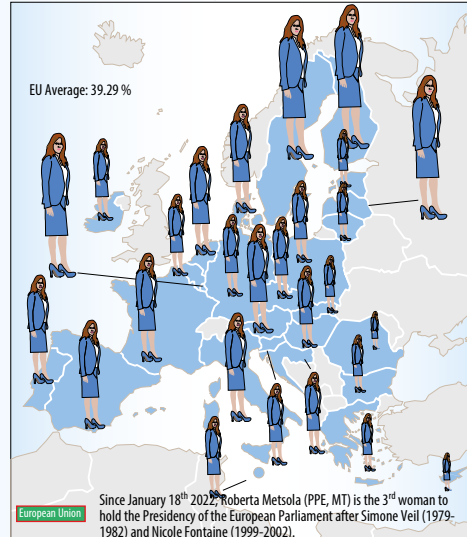 EU Average: 39.29 %
European Union
Since January 18th 2022, Roberta Metsola (PPE, MT) is the 3rd woman to
hold the Presidency of the European Parliament after Simone Veil (1979-
1982) and Nicole Fontaine (1999-2002).